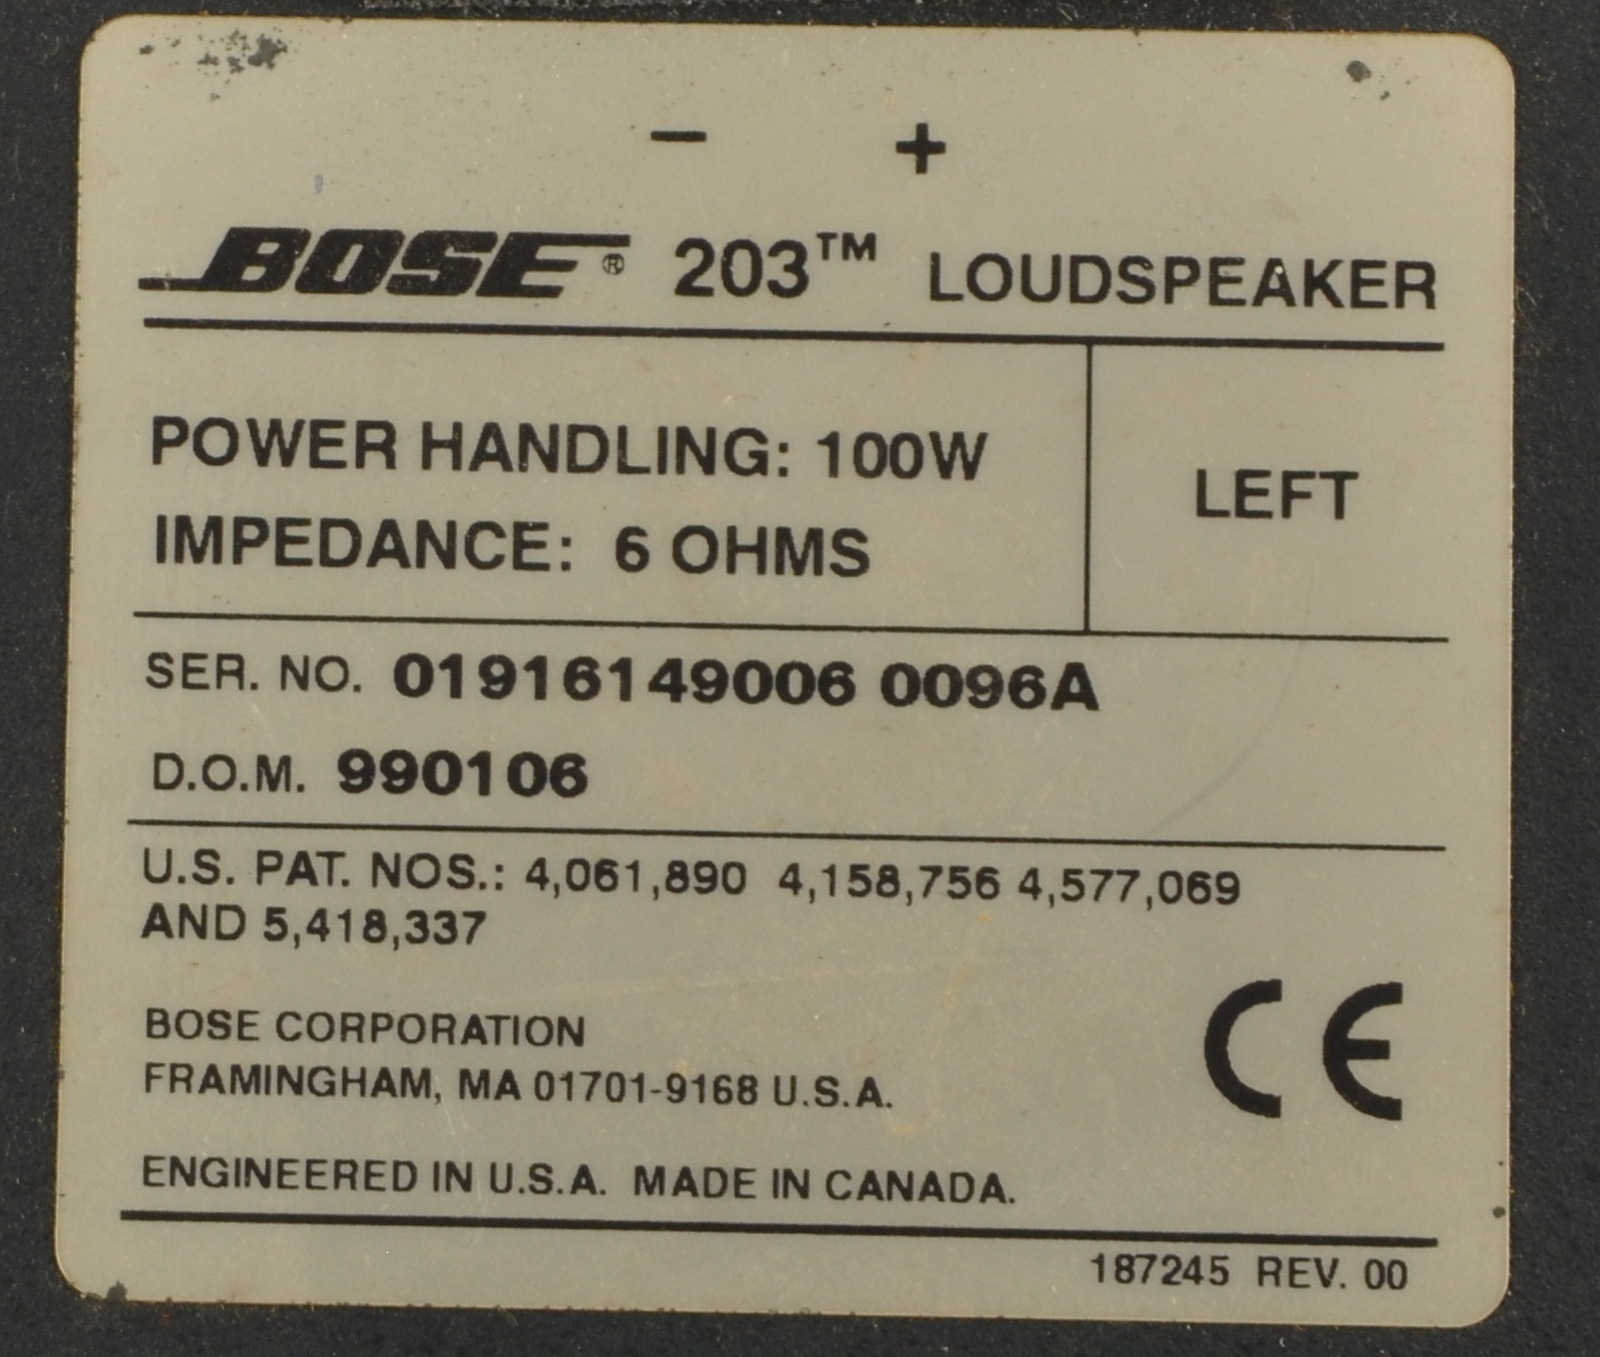 − +
BOSE® 203™ LOUDSPEAKER
POWER HANDLING: 100W
IMPEDANCE: 6 OHMS
LEFT
SER. NO. 01916149006 0096A
D.O.M. 990106
U.S. PAT. NOS.: 4,061,890 4,158,756 4,577,069
AND 5,418,337
BOSE CORPORATION
FRAMINGHAM, MA 01701-9168 U.S.A.
CE
ENGINEERED IN U.S.A. MADE IN CANADA.
187245 REV. 00